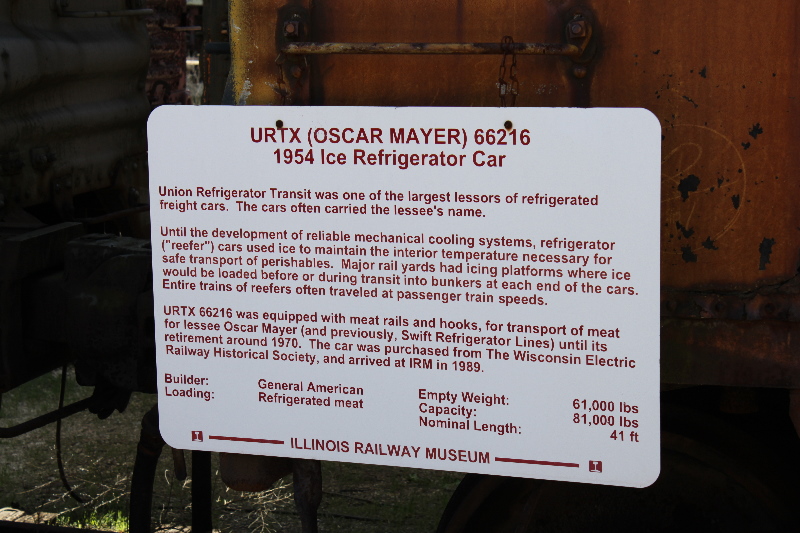 URTX (OSCAR MAYER) 66216
1954 Ice Refrigerator Car
Union Refrigerator Transit was one of the largest lessors of refrigerated
freight cars. The cars often carried the lessee's name.
Until the development of reliable mechanical cooling systems, refrigerator
("reefer") cars used ice to maintain the interior temperature necessary for
safe transport of perishables. Major rail yards had icing platforms where ice
would be loaded before or during transit into bunkers at each end of the cars.
Entire trains of reefers often traveled at passenger train speeds.
URTX 66216 was equipped with meat rails and hooks, for transport of meat
for lessee Oscar Mayer (and previously, Swift Refrigerator Lines) until its
retirement around 1970. The car was purchased from The Wisconsin Electric
Railway Historical Society, and arrived at IRM in 1989.
Builder: General American Empty Weight: 61,000 lbs
Loading: Refrigerated meat Capacity: 81,000 lbs
Nominal Length: 41 ft
I ILLINOIS RAILWAY MUSEUM I